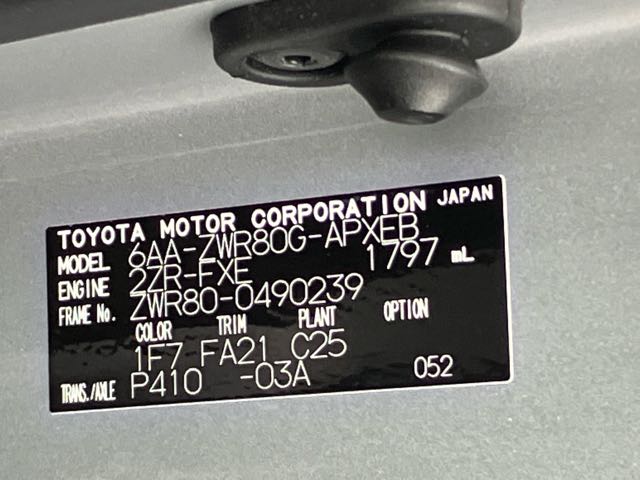 TOYOTA MOTOR CORPORATION JAPAN
MODEL 6AA-ZWR80G-APXEB
ENGINE 2ZR-FXE 1797 mL
FRAME No. ZWR80-0490239
COLOR TRIM PLANT OPTION
1F7 FA21 C25
TRANS./AXLE P410 -03A 052